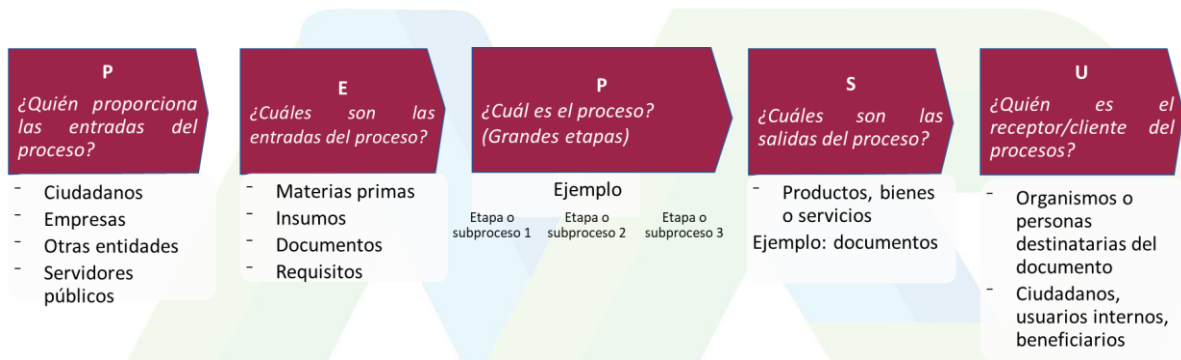 P
¿Quién proporciona
las entradas del
proceso?
- Ciudadanos
- Empresas
- Otras entidades
- Servidores
públicos
E
¿Cuáles son las
entradas del proceso?
- Materias primas
- Insumos
- Documentos
- Requisitos
P
¿Cuál es el proceso?
(Grandes etapas)
Ejemplo
Etapa o
subproceso 1
Etapa o
subproceso 2
Etapa o
subproceso 3
S
¿Cuáles son las
salidas del proceso?
- Productos, bienes
o servicios
Ejemplo: documentos
U
¿Quién es el
receptor/cliente del
procesos?
- Organismos o
personas
destinatarias del
documento
- Ciudadanos,
usuarios internos,
beneficiarios